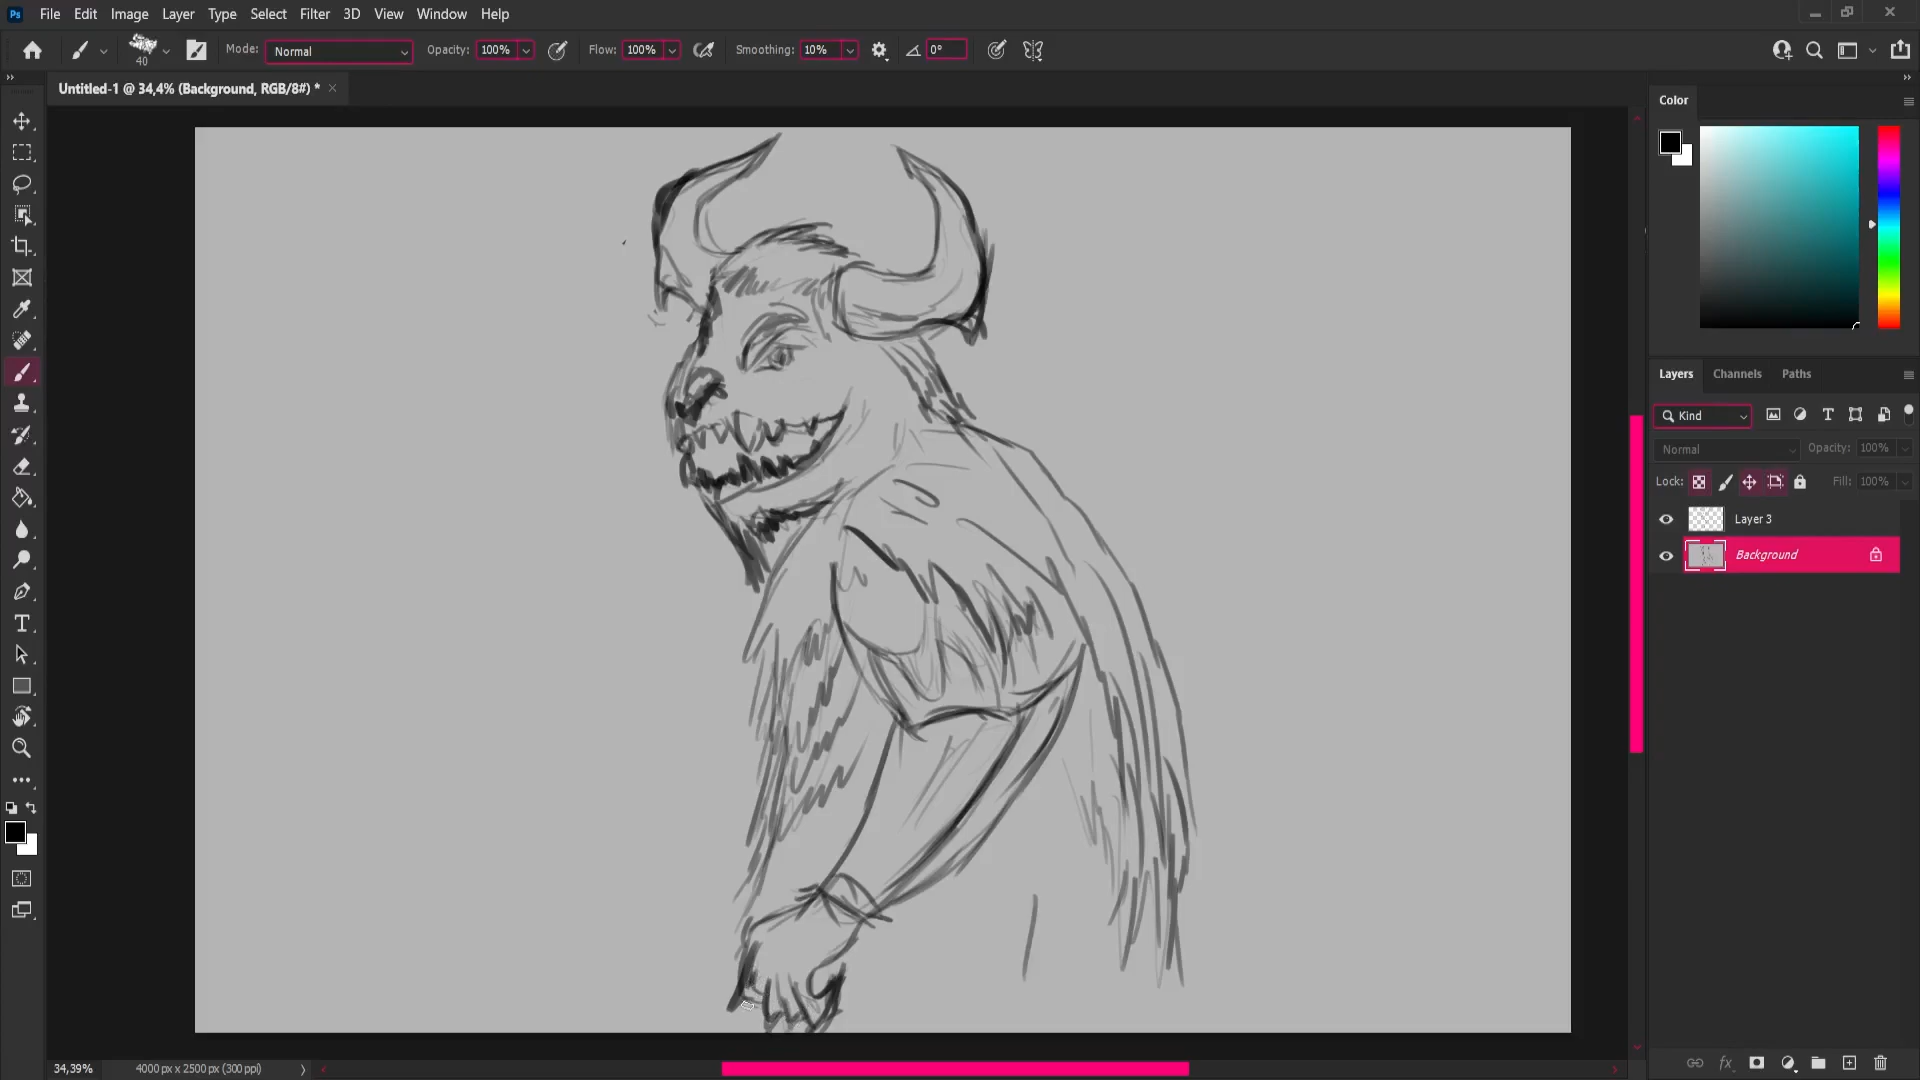 Ps File Edit Image Layer Type Select Filter 3D View Window Help
40 Mode: Normal Opacity: 100% Flow: 100% Smoothing: 10% 0°
Untitled-1 @ 34,4% (Background, RGB/8#) *
Color
Layers Channels Paths
Kind
Normal Opacity: 100%
Lock: Fill: 100%
Layer 3
Background
34,39% 4000 px x 2500 px (300 ppi)